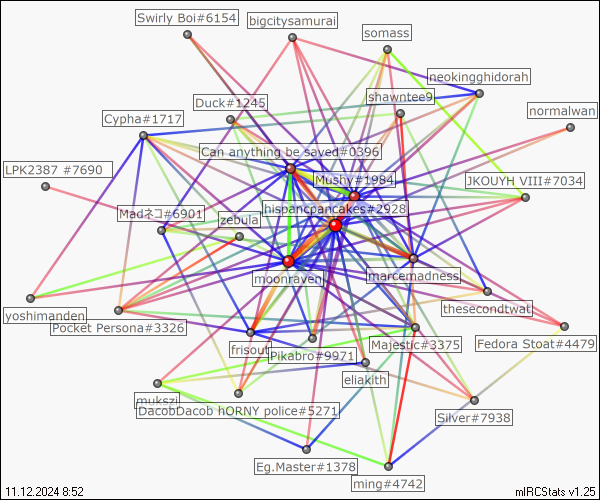 Swirly Boi#6154
bigcitysamurai
somass
neokingghidorah
shawntee9
Duck#1245
normalwan
Cypha#1717
Can anything be saved#0396
LPK2387 #7690
Mushy#1984
JKOUYH VIII#7034
hispancpancakes#2928
Madネコ#6901
zebula
moonraven
marcemadness
yoshimanden
thesecondtwat
Pocket Persona#3326
Majestic#3375
Fedora Stoat#4479
frisout
Pikabro#9971
eliakith
mukszi
DacobDacob hORNY police#5271
Silver#7938
Eg.Master#1378
ming#4742
11.12.2024 8:52
mIRCStats v1.25